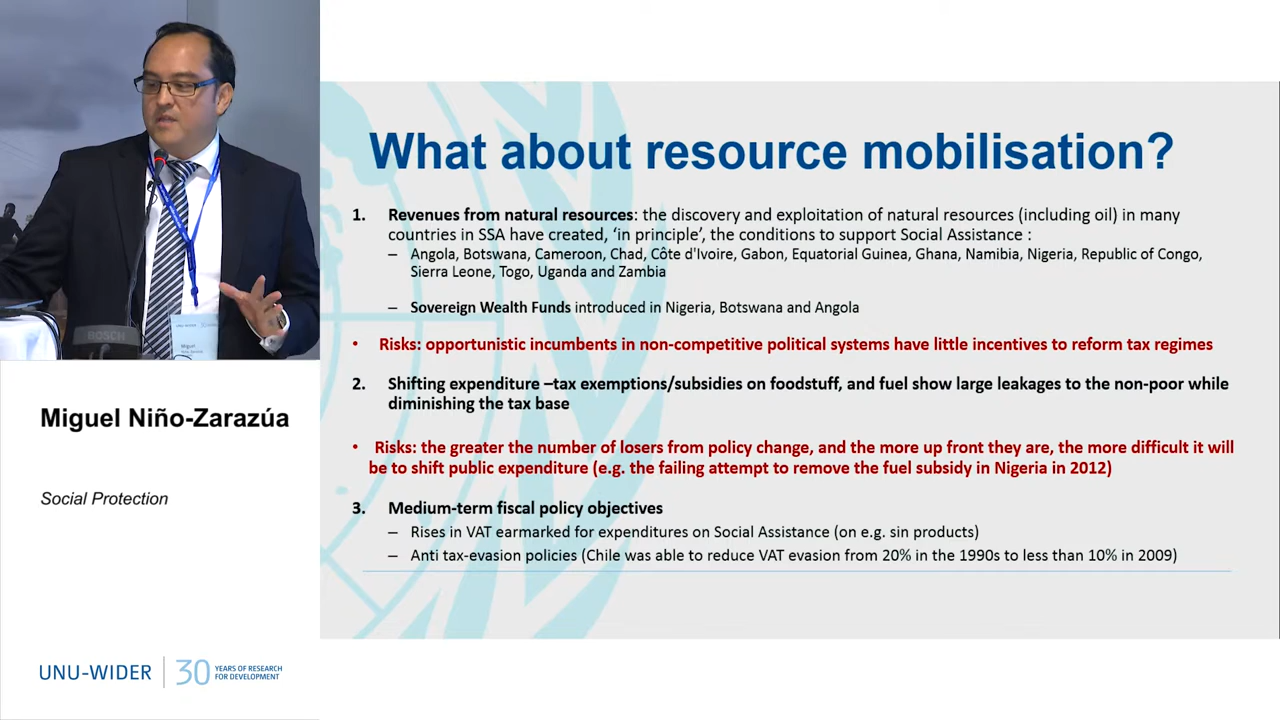 What about resource mobilisation?
1. Revenues from natural resources: the discovery and exploitation of natural resources (including oil) in many
countries in SSA have created, 'in principle', the conditions to support Social Assistance :
– Angola, Botswana, Cameroon, Chad, Côte d'Ivoire, Gabon, Equatorial Guinea, Ghana, Namibia, Nigeria, Republic of Congo,
Sierra Leone, Togo, Uganda and Zambia
– Sovereign Wealth Funds introduced in Nigeria, Botswana and Angola
• Risks: opportunistic incumbents in non-competitive political systems have little incentives to reform tax regimes
2. Shifting expenditure –tax exemptions/subsidies on foodstuff, and fuel show large leakages to the non-poor while
diminishing the tax base
• Risks: the greater the number of losers from policy change, and the more up front they are, the more difficult it will
be to shift public expenditure (e.g. the failing attempt to remove the fuel subsidy in Nigeria in 2012)
3. Medium-term fiscal policy objectives
– Rises in VAT earmarked for expenditures on Social Assistance (on e.g. sin products)
– Anti tax-evasion policies (Chile was able to reduce VAT evasion from 20% in the 1990s to less than 10% in 2009)
BOSCH
UNU-WIDER 30
Miguel
Miguel Niño-Zarazúa
Social Protection
UNU-WIDER 30 YEARS OF RESEARCH
FOR DEVELOPMENT